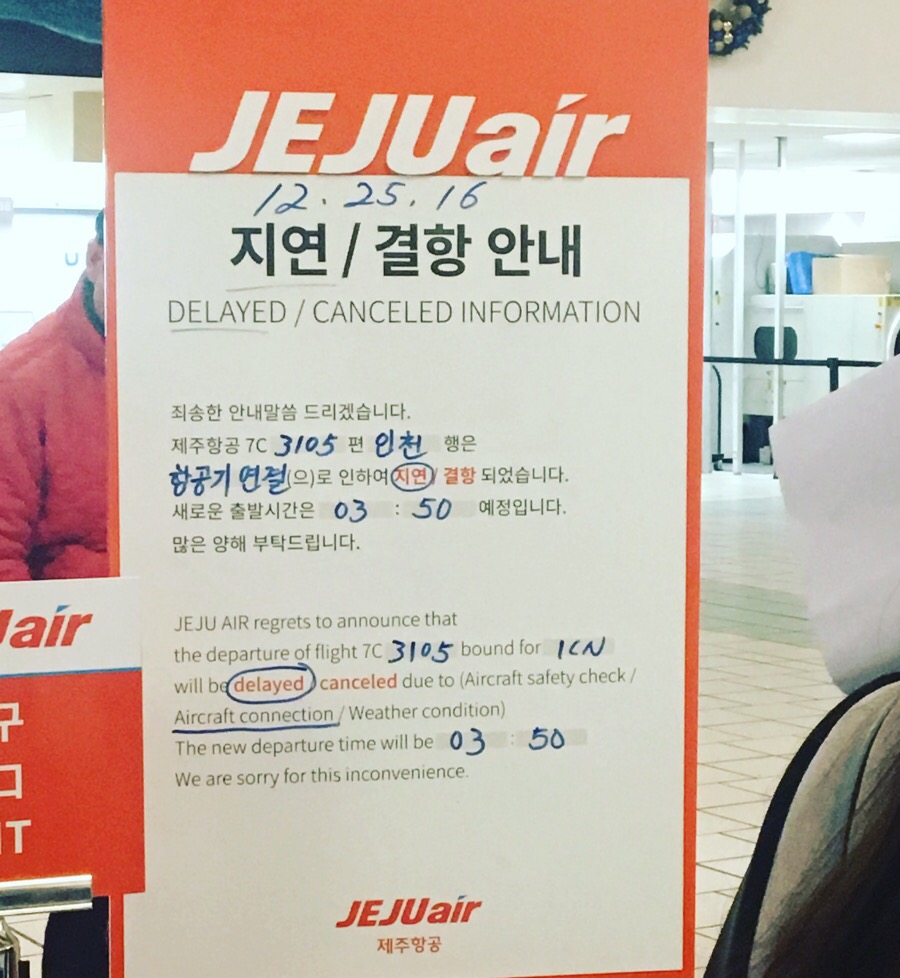 JEJUair
12.25.16
지연 / 결항 안내
DELAYED / CANCELED INFORMATION
죄송한 안내말씀 드리겠습니다.
제주항공 7C 3105 편 인천 행은
항공기 연결(으)로 인하여 지연/ 결항 되었습니다.
새로운 출발시간은 03 : 50 예정입니다.
많은 양해 부탁드립니다.
JEJU AIR regrets to announce that
the departure of flight 7C 3105 bound for ICN
will be delayed / canceled due to (Aircraft safety check /
Aircraft connection / Weather condition)
The new departure time will be 03 : 50
We are sorry for this inconvenience.
JEJUair
제주항공
air
구